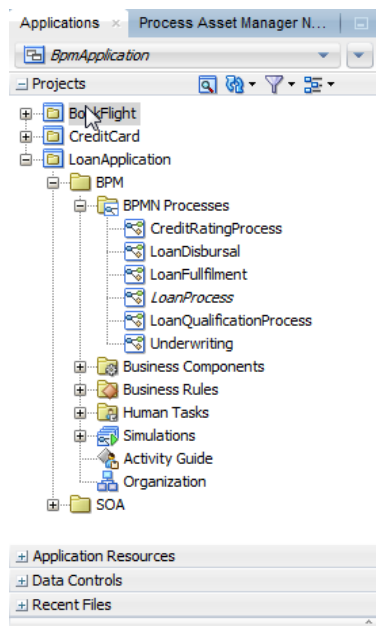 Applications × Process Asset Manager N...
BpmApplication
Projects
BookFlight
CreditCard
LoanApplication
BPM
BPMN Processes
CreditRatingProcess
LoanDisbursal
LoanFullfilment
LoanProcess
LoanQualificationProcess
Underwriting
Business Components
Business Rules
Human Tasks
Simulations
Activity Guide
Organization
SOA
Application Resources
Data Controls
Recent Files